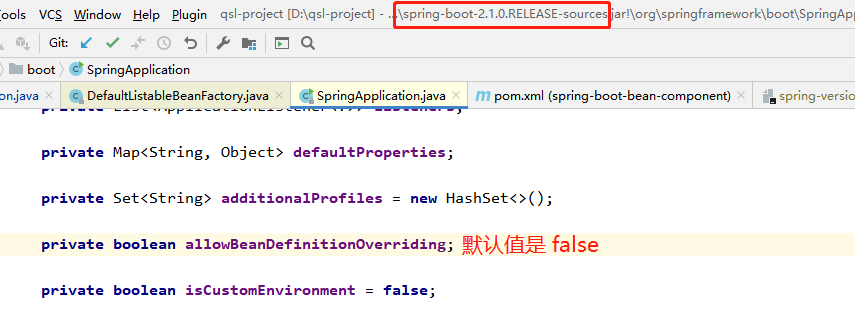 ools VCS Window Help qsl-project [D:\qsl-project] - ...\spring-boot-2.1.0.RELEASE-sources.jar!\org\springframework\boot\SpringAp
Git:
boot SpringApplication
on.java DefaultListableBeanFactory.java SpringApplication.java pom.xml (spring-boot-bean-component) spring-versio
private Map<String, Object> defaultProperties;
private Set<String> additionalProfiles = new HashSet<>();
private boolean allowBeanDefinitionOverriding; 默认值是 false
private boolean isCustomEnvironment = false;